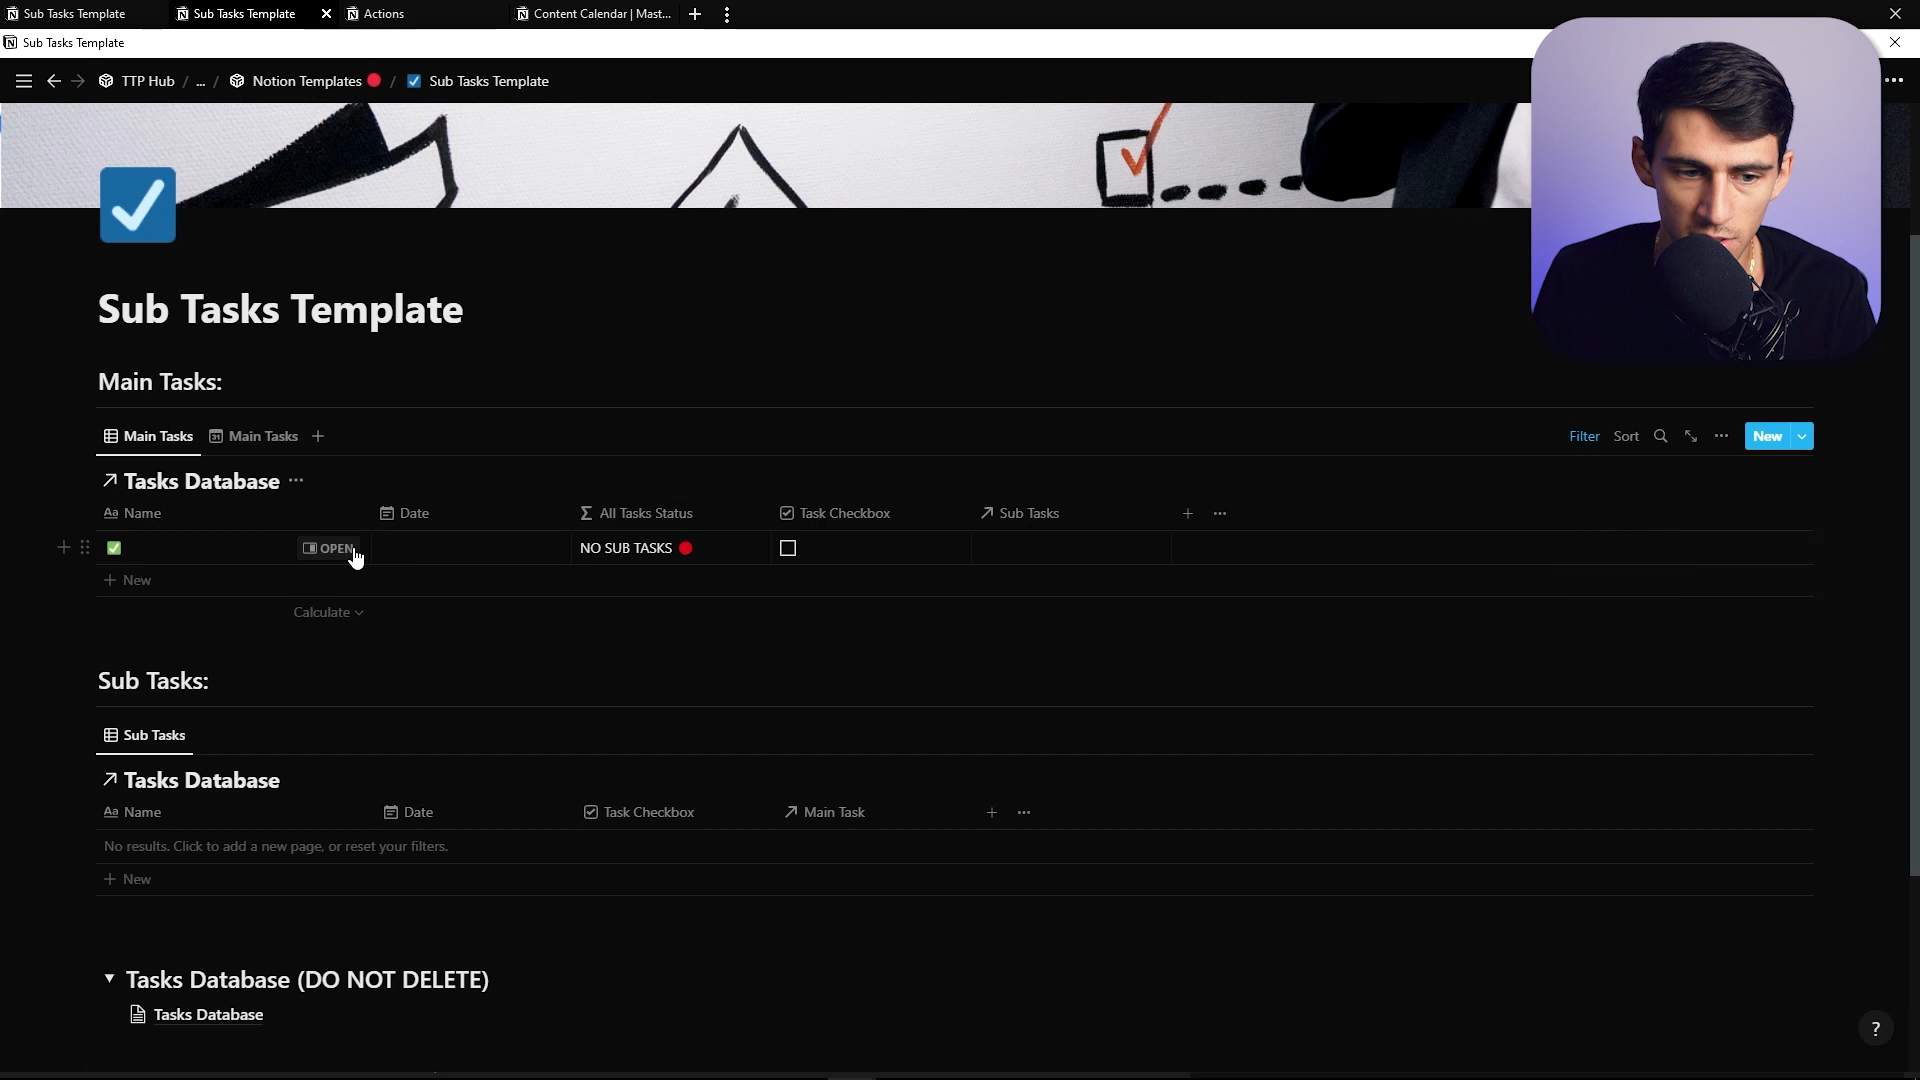 Sub Tasks Template
Sub Tasks Template
Actions
Content Calendar | Mast...
Sub Tasks Template
TTP Hub / ... / Notion Templates / Sub Tasks Template
Sub Tasks Template
Main Tasks:
Main Tasks
31 Main Tasks
Filter Sort New
Tasks Database
Aa Name Date All Tasks Status Task Checkbox Sub Tasks
OPEN NO SUB TASKS
New
Calculate
Sub Tasks:
Sub Tasks
Tasks Database
Aa Name Date Task Checkbox Main Task
No results. Click to add a new page, or reset your filters.
New
Tasks Database (DO NOT DELETE)
Tasks Database
?